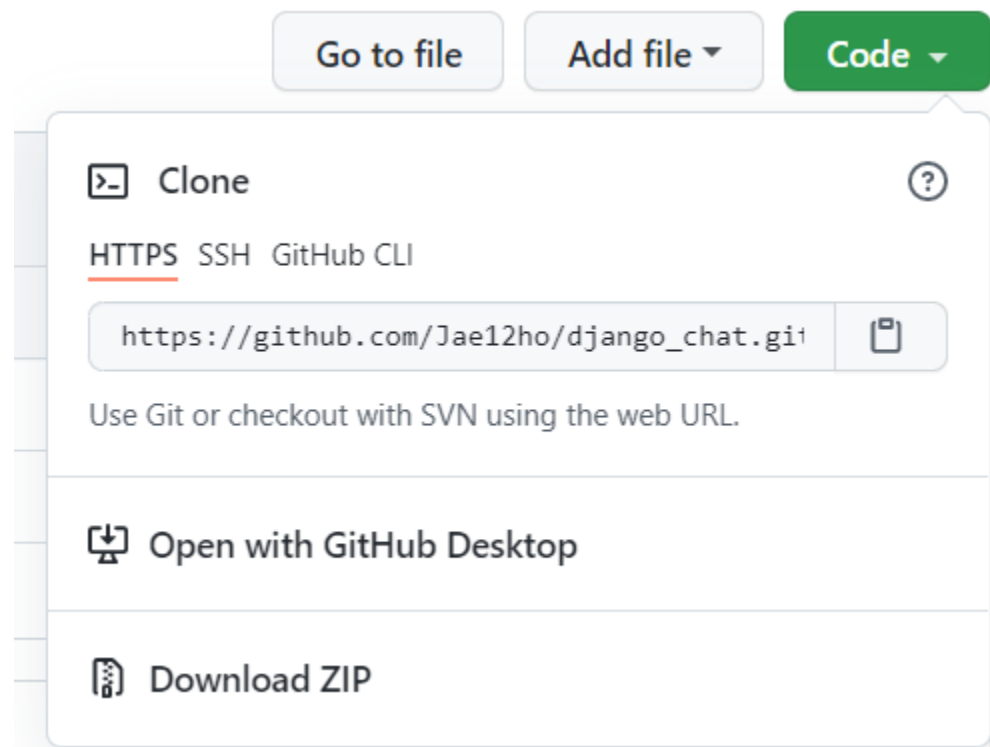 Go to file Add file Code
Clone
HTTPS SSH GitHub CLI
https://github.com/Jae12ho/django_chat.git
Use Git or checkout with SVN using the web URL.
Open with GitHub Desktop
Download ZIP